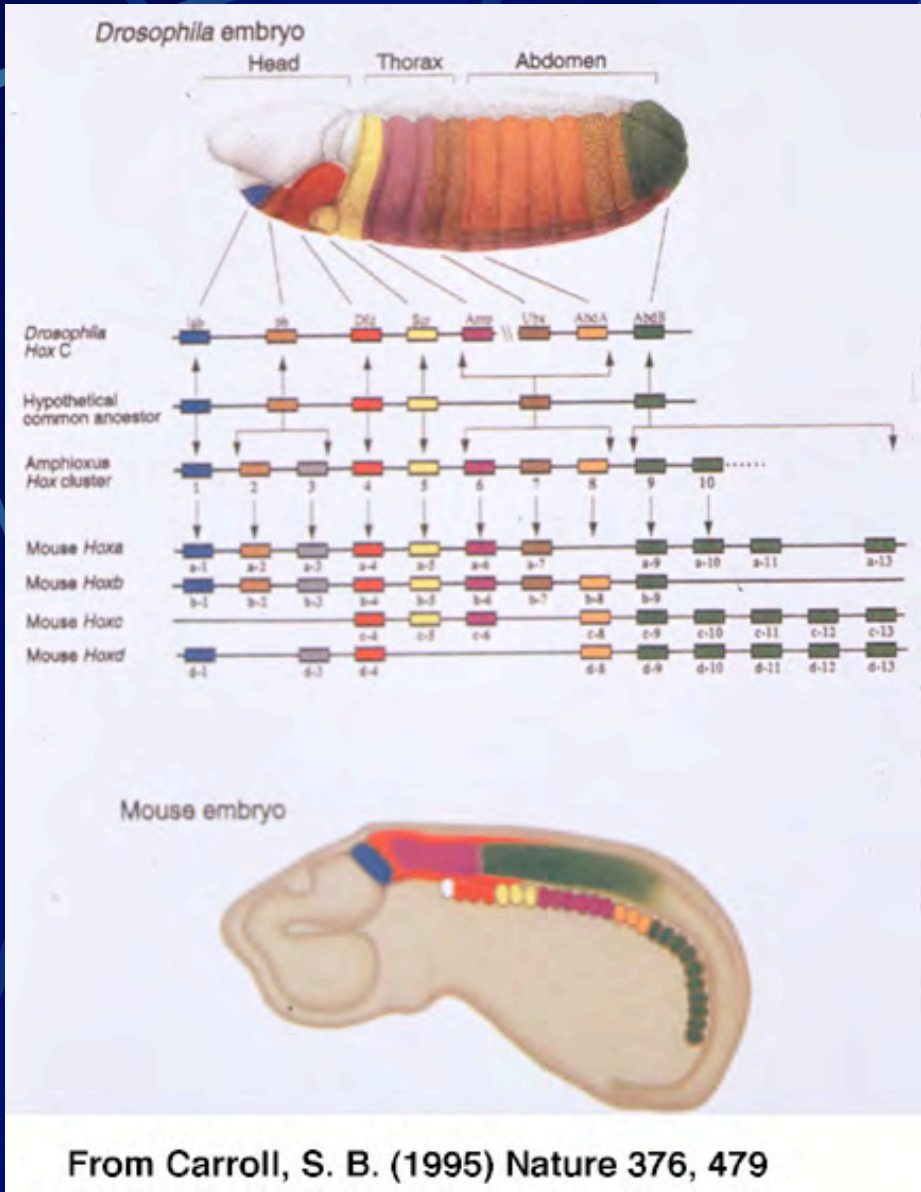 Drosophila embryo
Head Thorax Abdomen
Drosophila
Hox C
lab pb Dfd Scr Antp Ubx AbdA AbdB
Hypothetical
common ancestor
Amphioxus
Hox cluster
1 2 3 4 5 6 7 8 9 10
Mouse Hoxa
a-1 a-2 a-3 a-4 a-5 a-6 a-7 a-9 a-10 a-11 a-13
Mouse Hoxb
b-1 b-2 b-3 b-4 b-5 b-6 b-7 b-8 b-9
Mouse Hoxc
c-4 c-5 c-6 c-8 c-9 c-10 c-11 c-12 c-13
Mouse Hoxd
d-1 d-3 d-4 d-8 d-9 d-10 d-11 d-12 d-13
Mouse embryo
From Carroll, S. B. (1995) Nature 376, 479